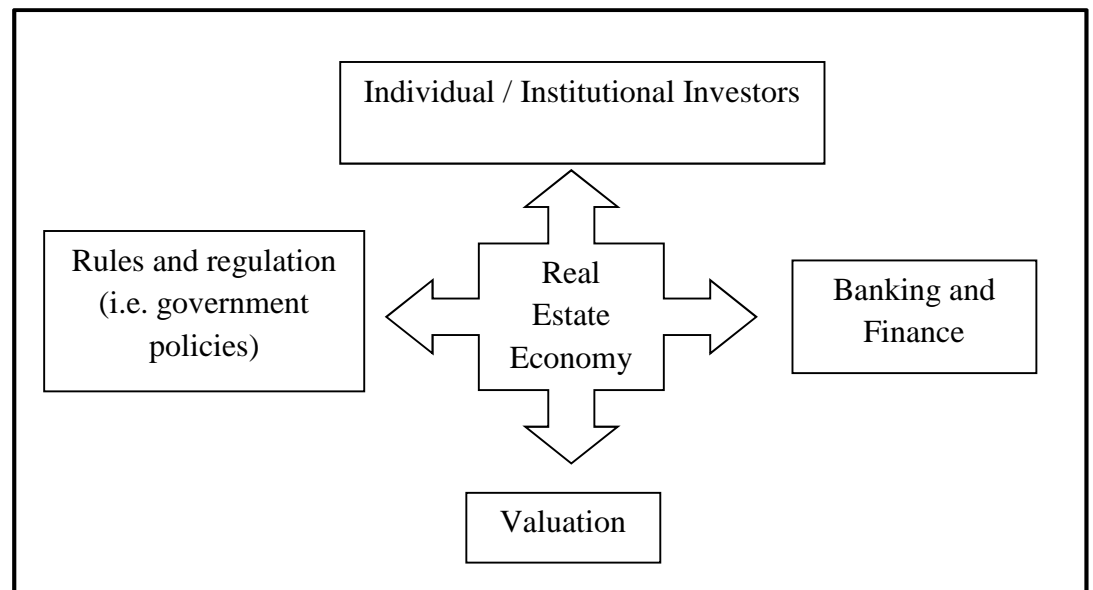 Individual / Institutional Investors
Rules and regulation
(i.e. government
policies)
Real
Estate
Economy
Banking and
Finance
Valuation